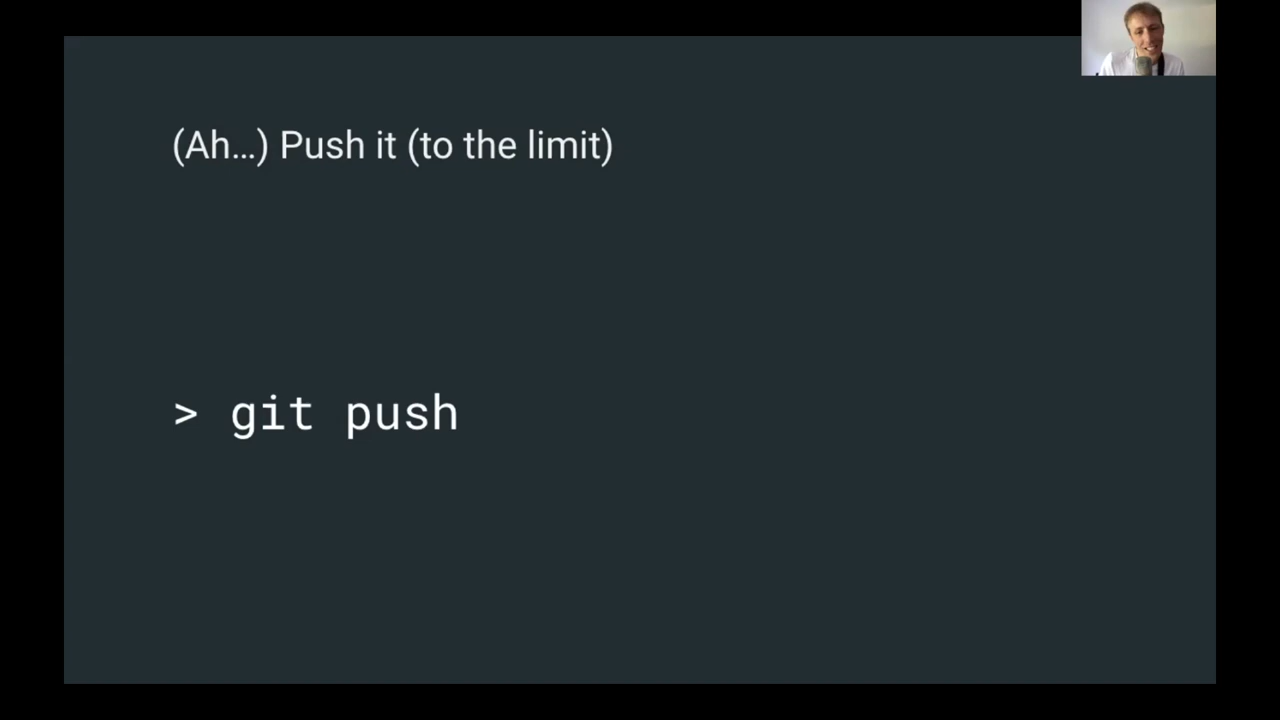 (Ah…) Push it (to the limit)
> git push